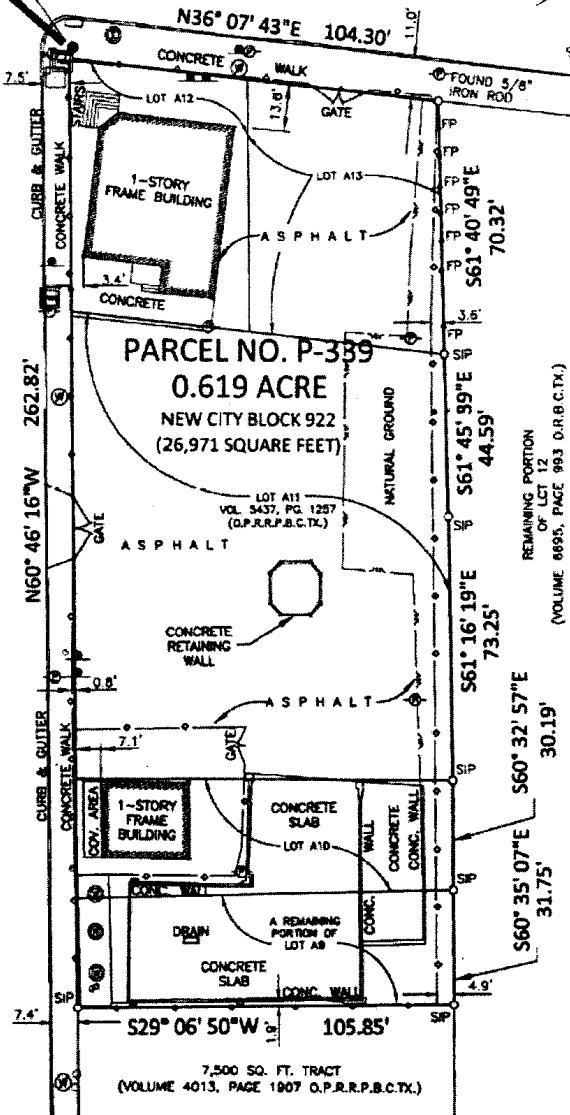 N36° 07' 43"E 104.30'
11.0'
CONCRETE WALK
FOUND 5/8"
IRON ROD
7.5'
STAIRS
LOT A12
13.6'
GATE
FP
FP
FP
FP
FP
FP
FP
CURB & GUTTER
CONCRETE WALK
1-STORY
FRAME BUILDING
LOT A13
ASPHALT
S61° 40' 49"E
70.32'
3.4'
CONCRETE
3.6'
SIP
PARCEL NO. P-339
0.619 ACRE
NEW CITY BLOCK 922
(26,971 SQUARE FEET)
N60° 46' 16"W 262.82'
NATURAL GROUND
S61° 45' 39"E
44.59'
REMAINING PORTION
OF LCT 12
(VOLUME 6695, PAGE 993 O.R.B.C.TX.)
LOT A11
VOL. 5437, PG. 1257
(O.P.R.R.P.B.C.TX.)
SIP
GATE
ASPHALT
CONCRETE
RETAINING
WALL
S61° 16' 19"E
73.25'
0.8'
ASPHALT
7.1'
GATE
S60° 32' 57"E
30.19'
SIP
CURB & GUTTER
CONCRETE WALK
COV. AREA
1-STORY
FRAME
BUILDING
CONCRETE
SLAB
LOT A10
WALL
CONCRETE
CONC. WALL
SIP
CONC. WALL
CONC.
S60° 35' 07"E
31.75'
DRAIN
A REMAINING
PORTION OF
LOT A9
CONCRETE
SLAB
CONC. WALL
4.9'
SIP
SIP
7.4'
S29° 06' 50"W 105.85'
1.9'
7,500 SQ. FT. TRACT
(VOLUME 4013, PAGE 1907 O.P.R.R.P.B.C.TX.)